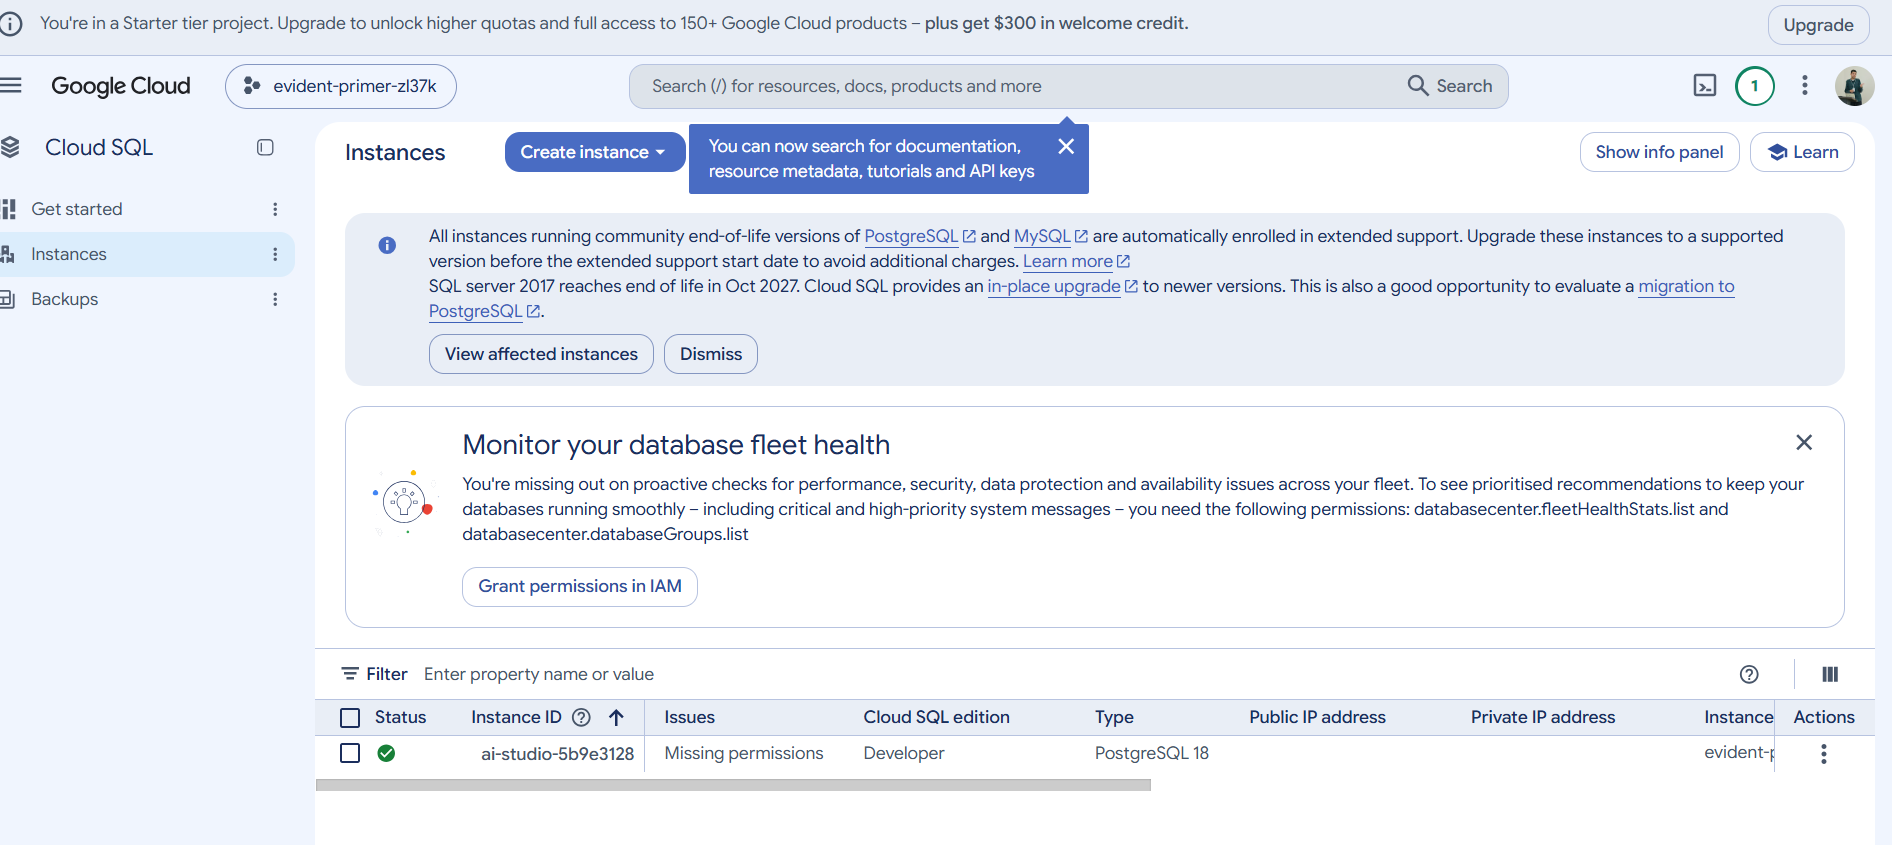 You're in a Starter tier project. Upgrade to unlock higher quotas and full access to 150+ Google Cloud products – plus get $300 in welcome credit.
Upgrade
Google Cloud
evident-primer-zl37k
Search (/) for resources, docs, products and more
Search
1
Cloud SQL
Get started
Instances
Backups
Instances
Create instance
You can now search for documentation,
resource metadata, tutorials and API keys
Show info panel
Learn
All instances running community end-of-life versions of PostgreSQL and MySQL are automatically enrolled in extended support. Upgrade these instances to a supported
version before the extended support start date to avoid additional charges. Learn more
SQL server 2017 reaches end of life in Oct 2027. Cloud SQL provides an in-place upgrade to newer versions. This is also a good opportunity to evaluate a migration to
PostgreSQL.
View affected instances
Dismiss
Monitor your database fleet health
You're missing out on proactive checks for performance, security, data protection and availability issues across your fleet. To see prioritised recommendations to keep your
databases running smoothly – including critical and high-priority system messages – you need the following permissions: databasecenter.fleetHealthStats.list and
databasecenter.databaseGroups.list
Grant permissions in IAM
Filter Enter property name or value
Status Instance ID Issues Cloud SQL edition Type Public IP address Private IP address Instance Actions
ai-studio-5b9e3128 Missing permissions Developer PostgreSQL 18 evident-p